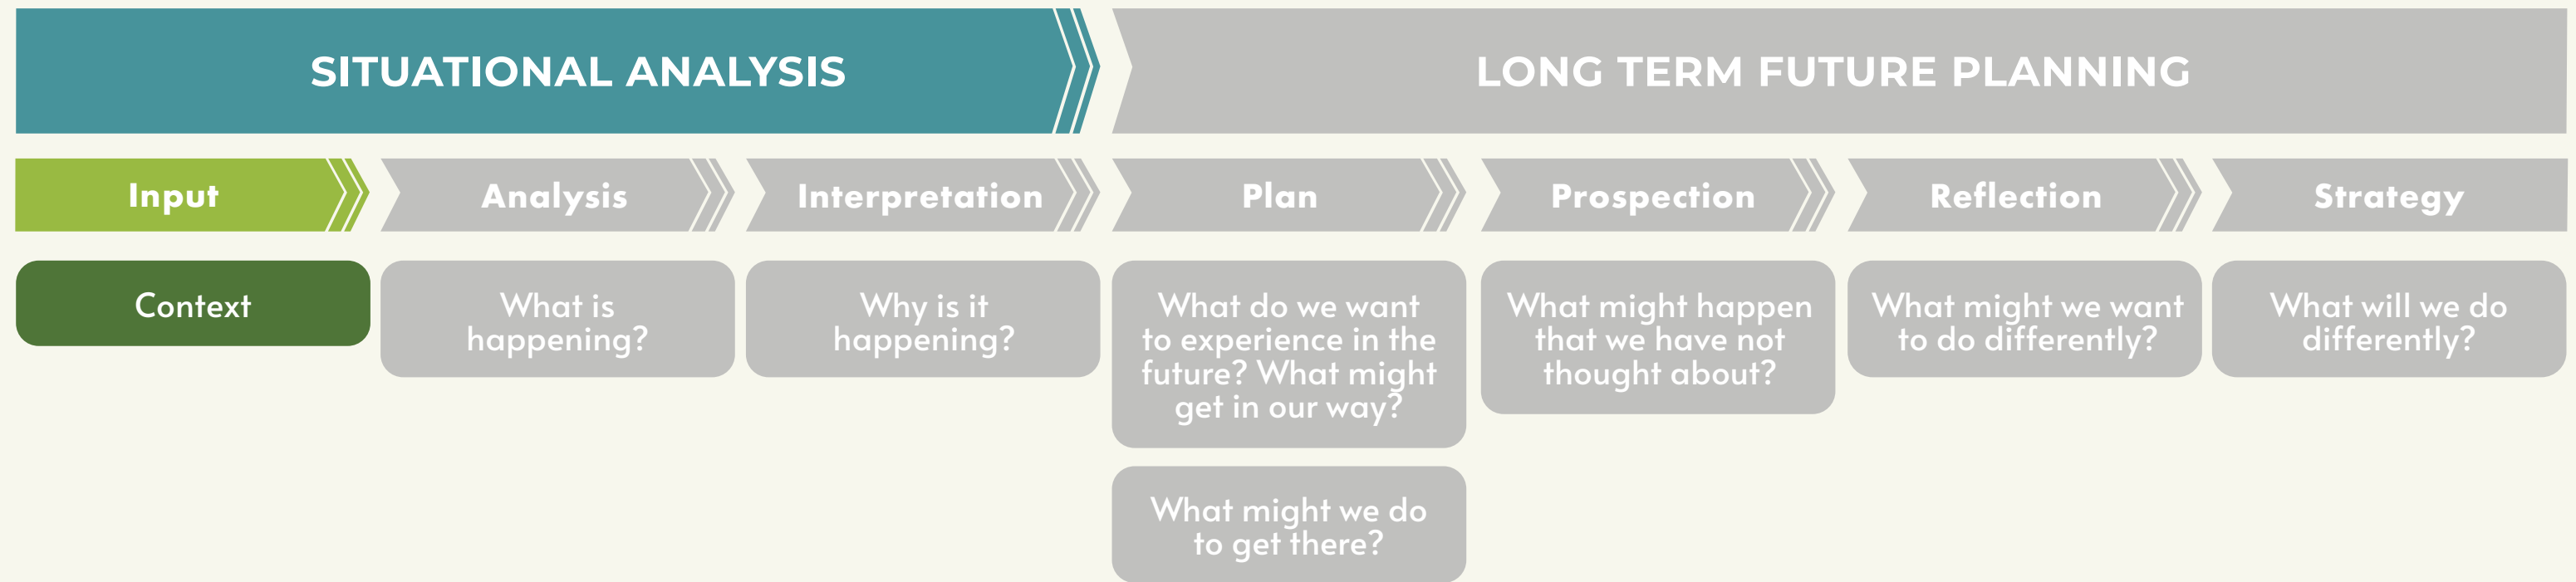 SITUATIONAL ANALYSIS
LONG TERM FUTURE PLANNING
Input
Analysis
Interpretation
Plan
Prospection
Reflection
Strategy
Context
What is
happening?
Why is it
happening?
What do we want
to experience in the
future? What might
get in our way?
What might we do
to get there?
What might happen
that we have not
thought about?
What might we want
to do differently?
What will we do
differently?